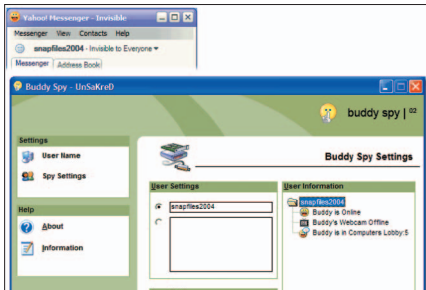 Yahoo! Messenger - Invisible
Messenger View Contacts Help
snapfiles2004 - Invisible to Everyone
Messenger Address Book
Buddy Spy - UnSaKreD
buddy spy | 02
Settings
User Name
Spy Settings
Help
About
Information
Buddy Spy Settings
User Settings
snapfiles2004
User Information
snapfiles2004
Buddy is Online
Buddy's Webcam Offline
Buddy is in Computers Lobby:5